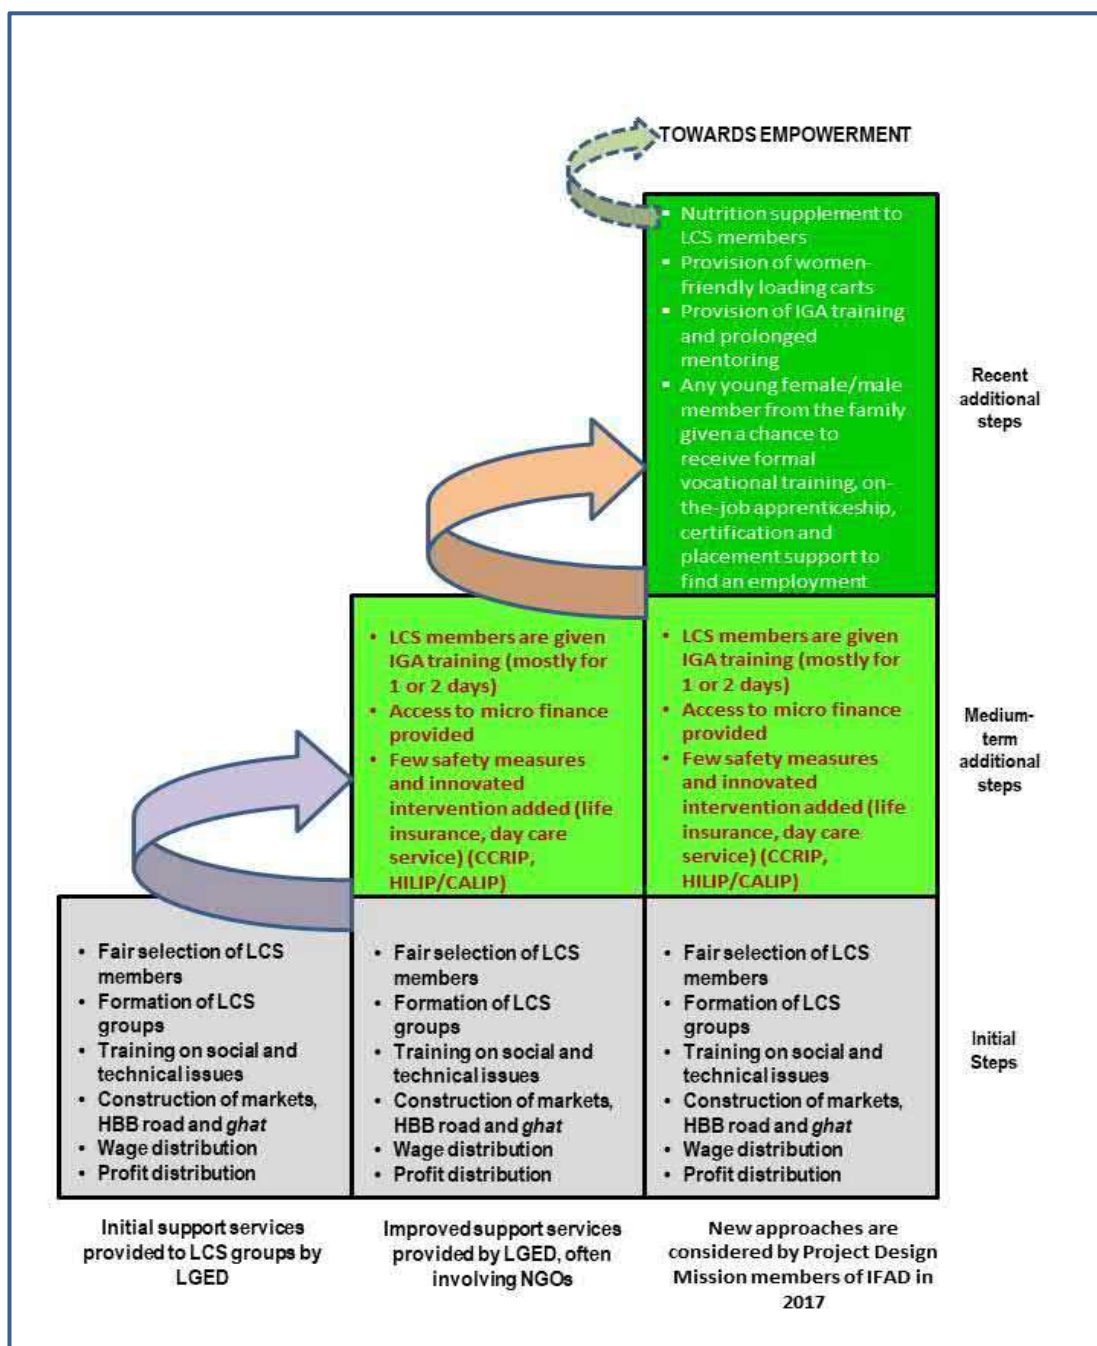 TOWARDS EMPOWERMENT
▪ Nutrition supplement to
LCS members
▪ Provision of women-
friendly loading carts
▪ Provision of IGA training
and prolonged
mentoring
▪ Any young female/male
member from the family
given a chance to
receive formal
vocational training, on-
the-job apprenticeship,
certification and
placement support to
find an employment
Recent
additional
steps
• LCS members are given
IGA training (mostly for
1 or 2 days)
• Access to micro finance
provided
• Few safety measures
and innovated
intervention added (life
insurance, day care
service) (CCRIP,
HILIP/CALIP)
• LCS members are given
IGA training (mostly for
1 or 2 days)
• Access to micro finance
provided
• Few safety measures
and innovated
intervention added (life
insurance, day care
service) (CCRIP,
HILIP/CALIP)
Medium-
term
additional
steps
• Fair selection of LCS
members
• Formation of LCS
groups
• Training on social and
technical issues
• Construction of markets,
HBB road and ghat
• Wage distribution
• Profit distribution
• Fair selection of LCS
members
• Formation of LCS
groups
• Training on social and
technical issues
• Construction of markets,
HBB road and ghat
• Wage distribution
• Profit distribution
• Fair selection of LCS
members
• Formation of LCS
groups
• Training on social and
technical issues
• Construction of markets,
HBB road and ghat
• Wage distribution
• Profit distribution
Initial
Steps
Initial support services
provided to LCS groups by
LGED
Improved support services
provided by LGED, often
involving NGOs
New approaches are
considered by Project Design
Mission members of IFAD in
2017